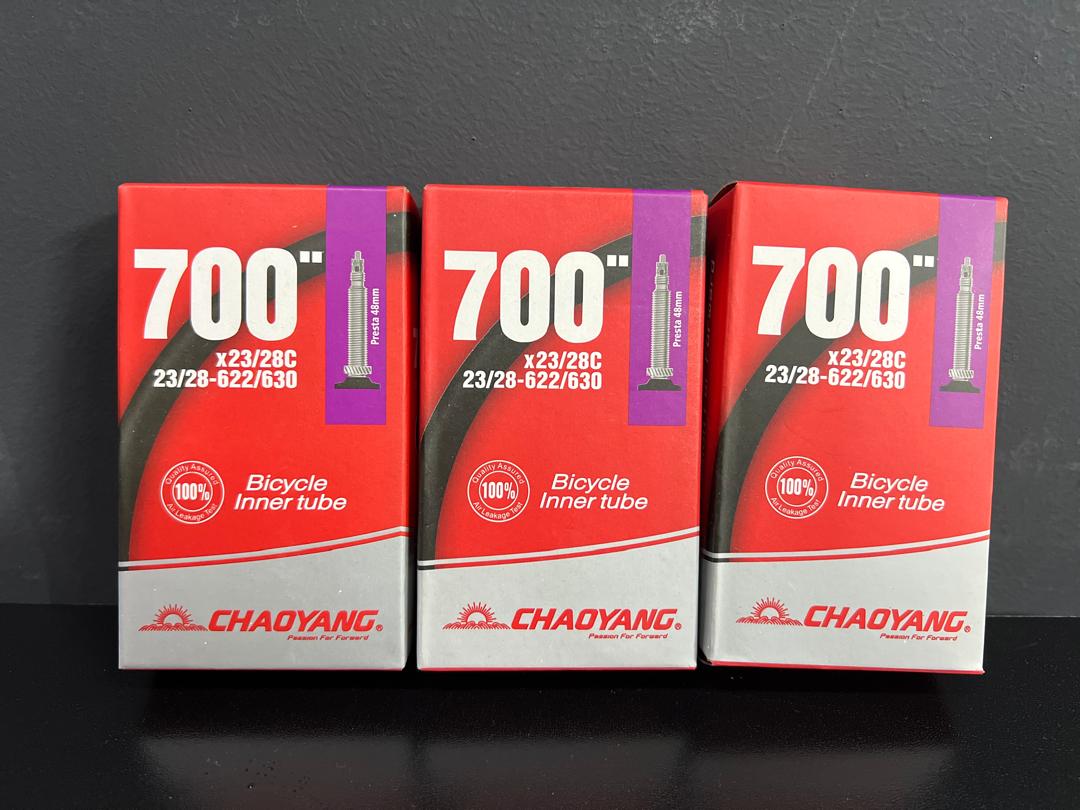 700"
x23/28C
23/28-622/630
Presta 48mm
Quality Assured
100%
Air Leakage Test
Bicycle
Inner tube
CHAOYANG®
Passion For Forward
700"
x23/28C
23/28-622/630
Presta 48mm
Quality Assured
100%
Air Leakage Test
Bicycle
Inner tube
CHAOYANG®
Passion For Forward
700"
x23/28C
23/28-622/630
Presta 48mm
Quality Assured
100%
Air Leakage Test
Bicycle
Inner tube
CHAOYANG®
Passion For Forward